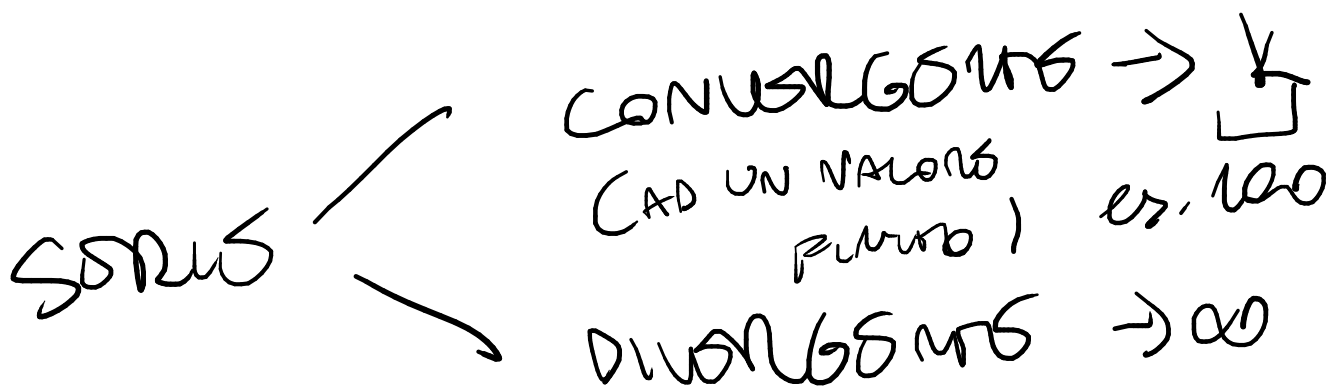 SERIE
CONVERGENTE → K
(AD UN VALORE
FINITO) es. 100
DIVERGENTE → ∞